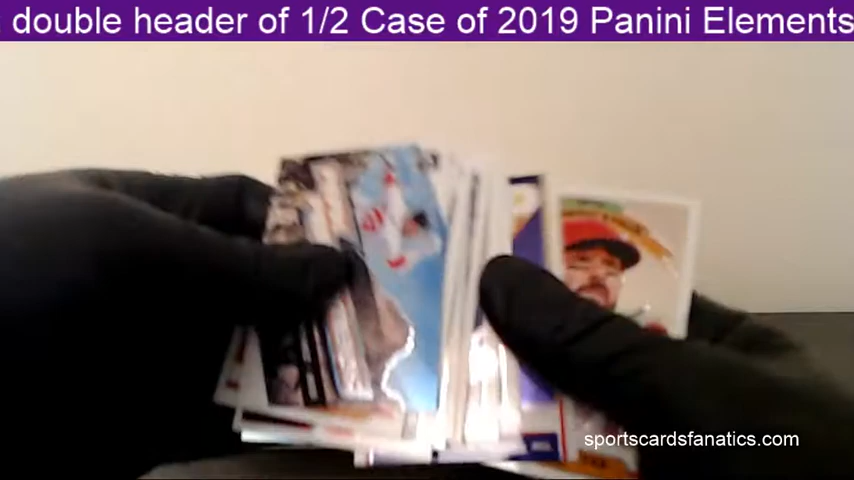 double header of 1/2 Case of 2019 Panini Elements
sportscardsfanatics.com